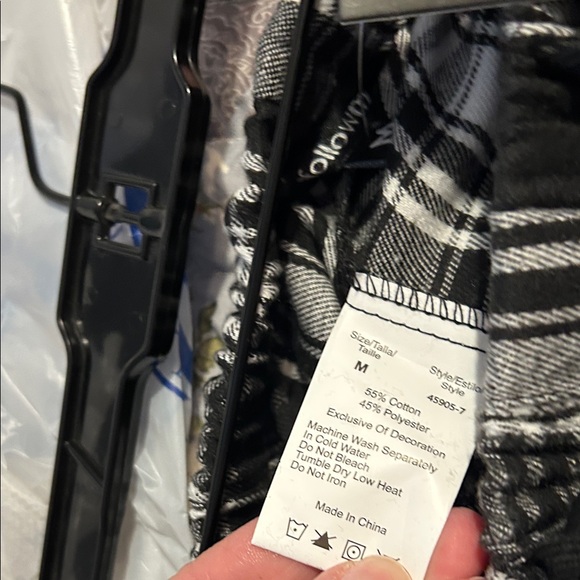 followm
Size/Talla/
Taille
M
Style/Estilo
Style
45905-7
55% Cotton
45% Polyester
Exclusive Of Decoration
Machine Wash Separately
In Cold Water
Do Not Bleach
Tumble Dry Low Heat
Do Not Iron
Made In China